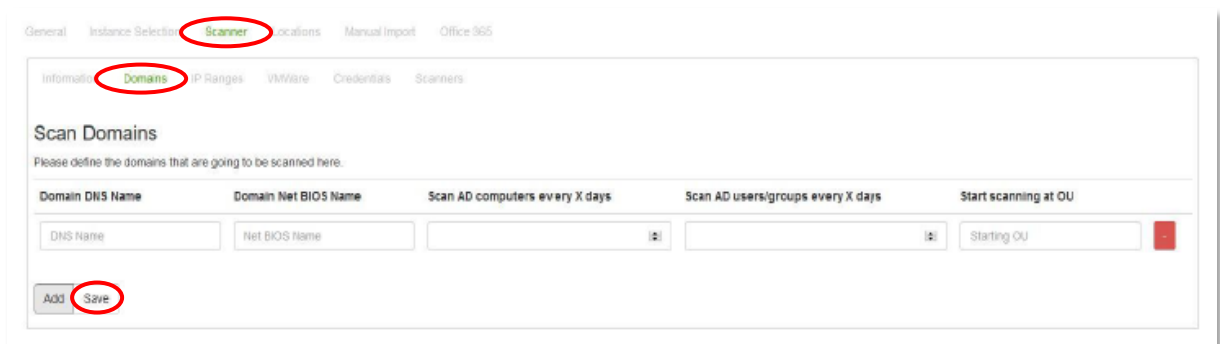 General Instance Selection Scanner Locations Manual Import Office 365
Information Domains IP Ranges VMWare Credentials Scanners
Scan Domains
Please define the domains that are going to be scanned here.
Domain DNS Name Domain Net BIOS Name Scan AD computers every X days Scan AD users/groups every X days Start scanning at OU
DNS Name Net BIOS Name Starting OU -
Add Save